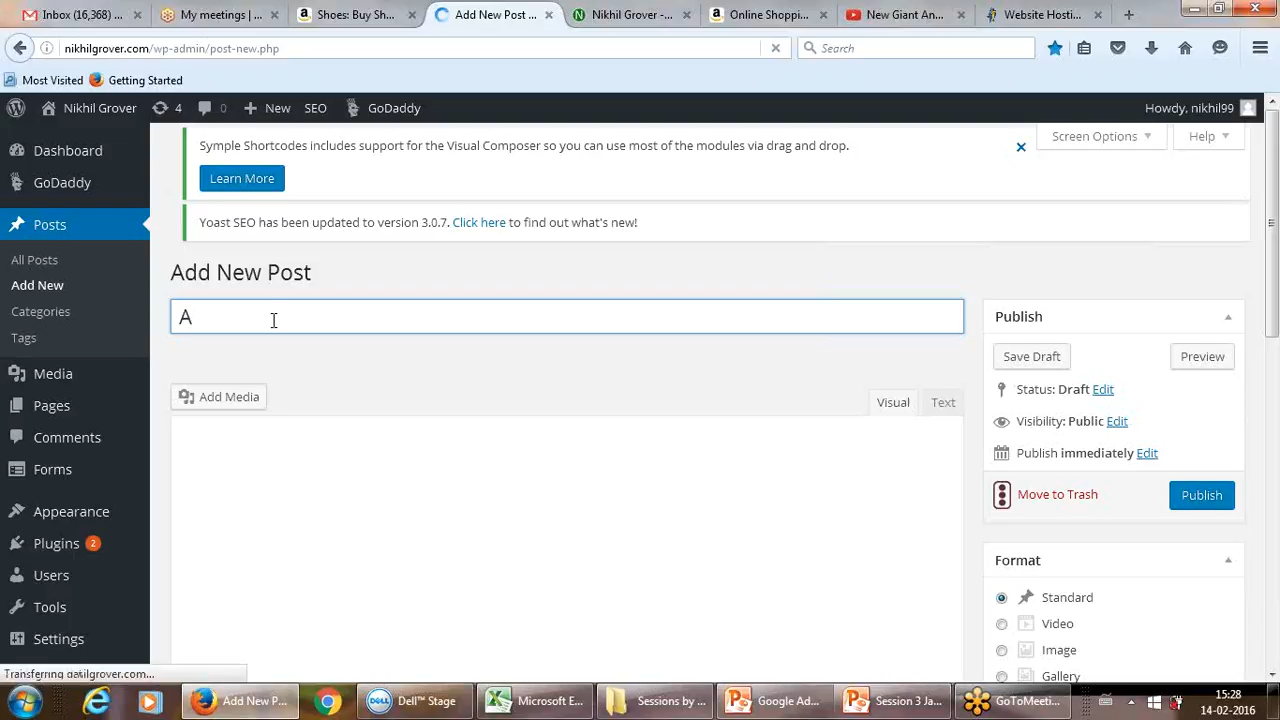 Inbox (16,368) ... × My meetings | ... × Shoes: Buy Sh... × Add New Post ... × Nikhil Grover -... × Online Shoppi... × New Giant An... × Website Hosti... × +
nikhilgrover.com/wp-admin/post-new.php × Search
Most Visited Getting Started
Nikhil Grover 4 0 + New SEO GoDaddy Howdy, nikhil99
Dashboard
GoDaddy
Posts
All Posts
Add New
Categories
Tags
Media
Pages
Comments
Forms
Appearance
Plugins 2
Users
Tools
Settings
Screen Options Help
Symple Shortcodes includes support for the Visual Composer so you can use most of the modules via drag and drop.
Learn More
Yoast SEO has been updated to version 3.0.7. Click here to find out what's new!
Add New Post
A
Add Media Visual Text
Publish
Save Draft Preview
Status: Draft Edit
Visibility: Public Edit
Publish immediately Edit
Move to Trash Publish
Format
Standard
Video
Image
Gallery
Add New P... Dell™ Stage Microsoft E... Sessions by ... Google Ad... Session 3 Ja... GoToMeeti... 15:28
14-02-2016